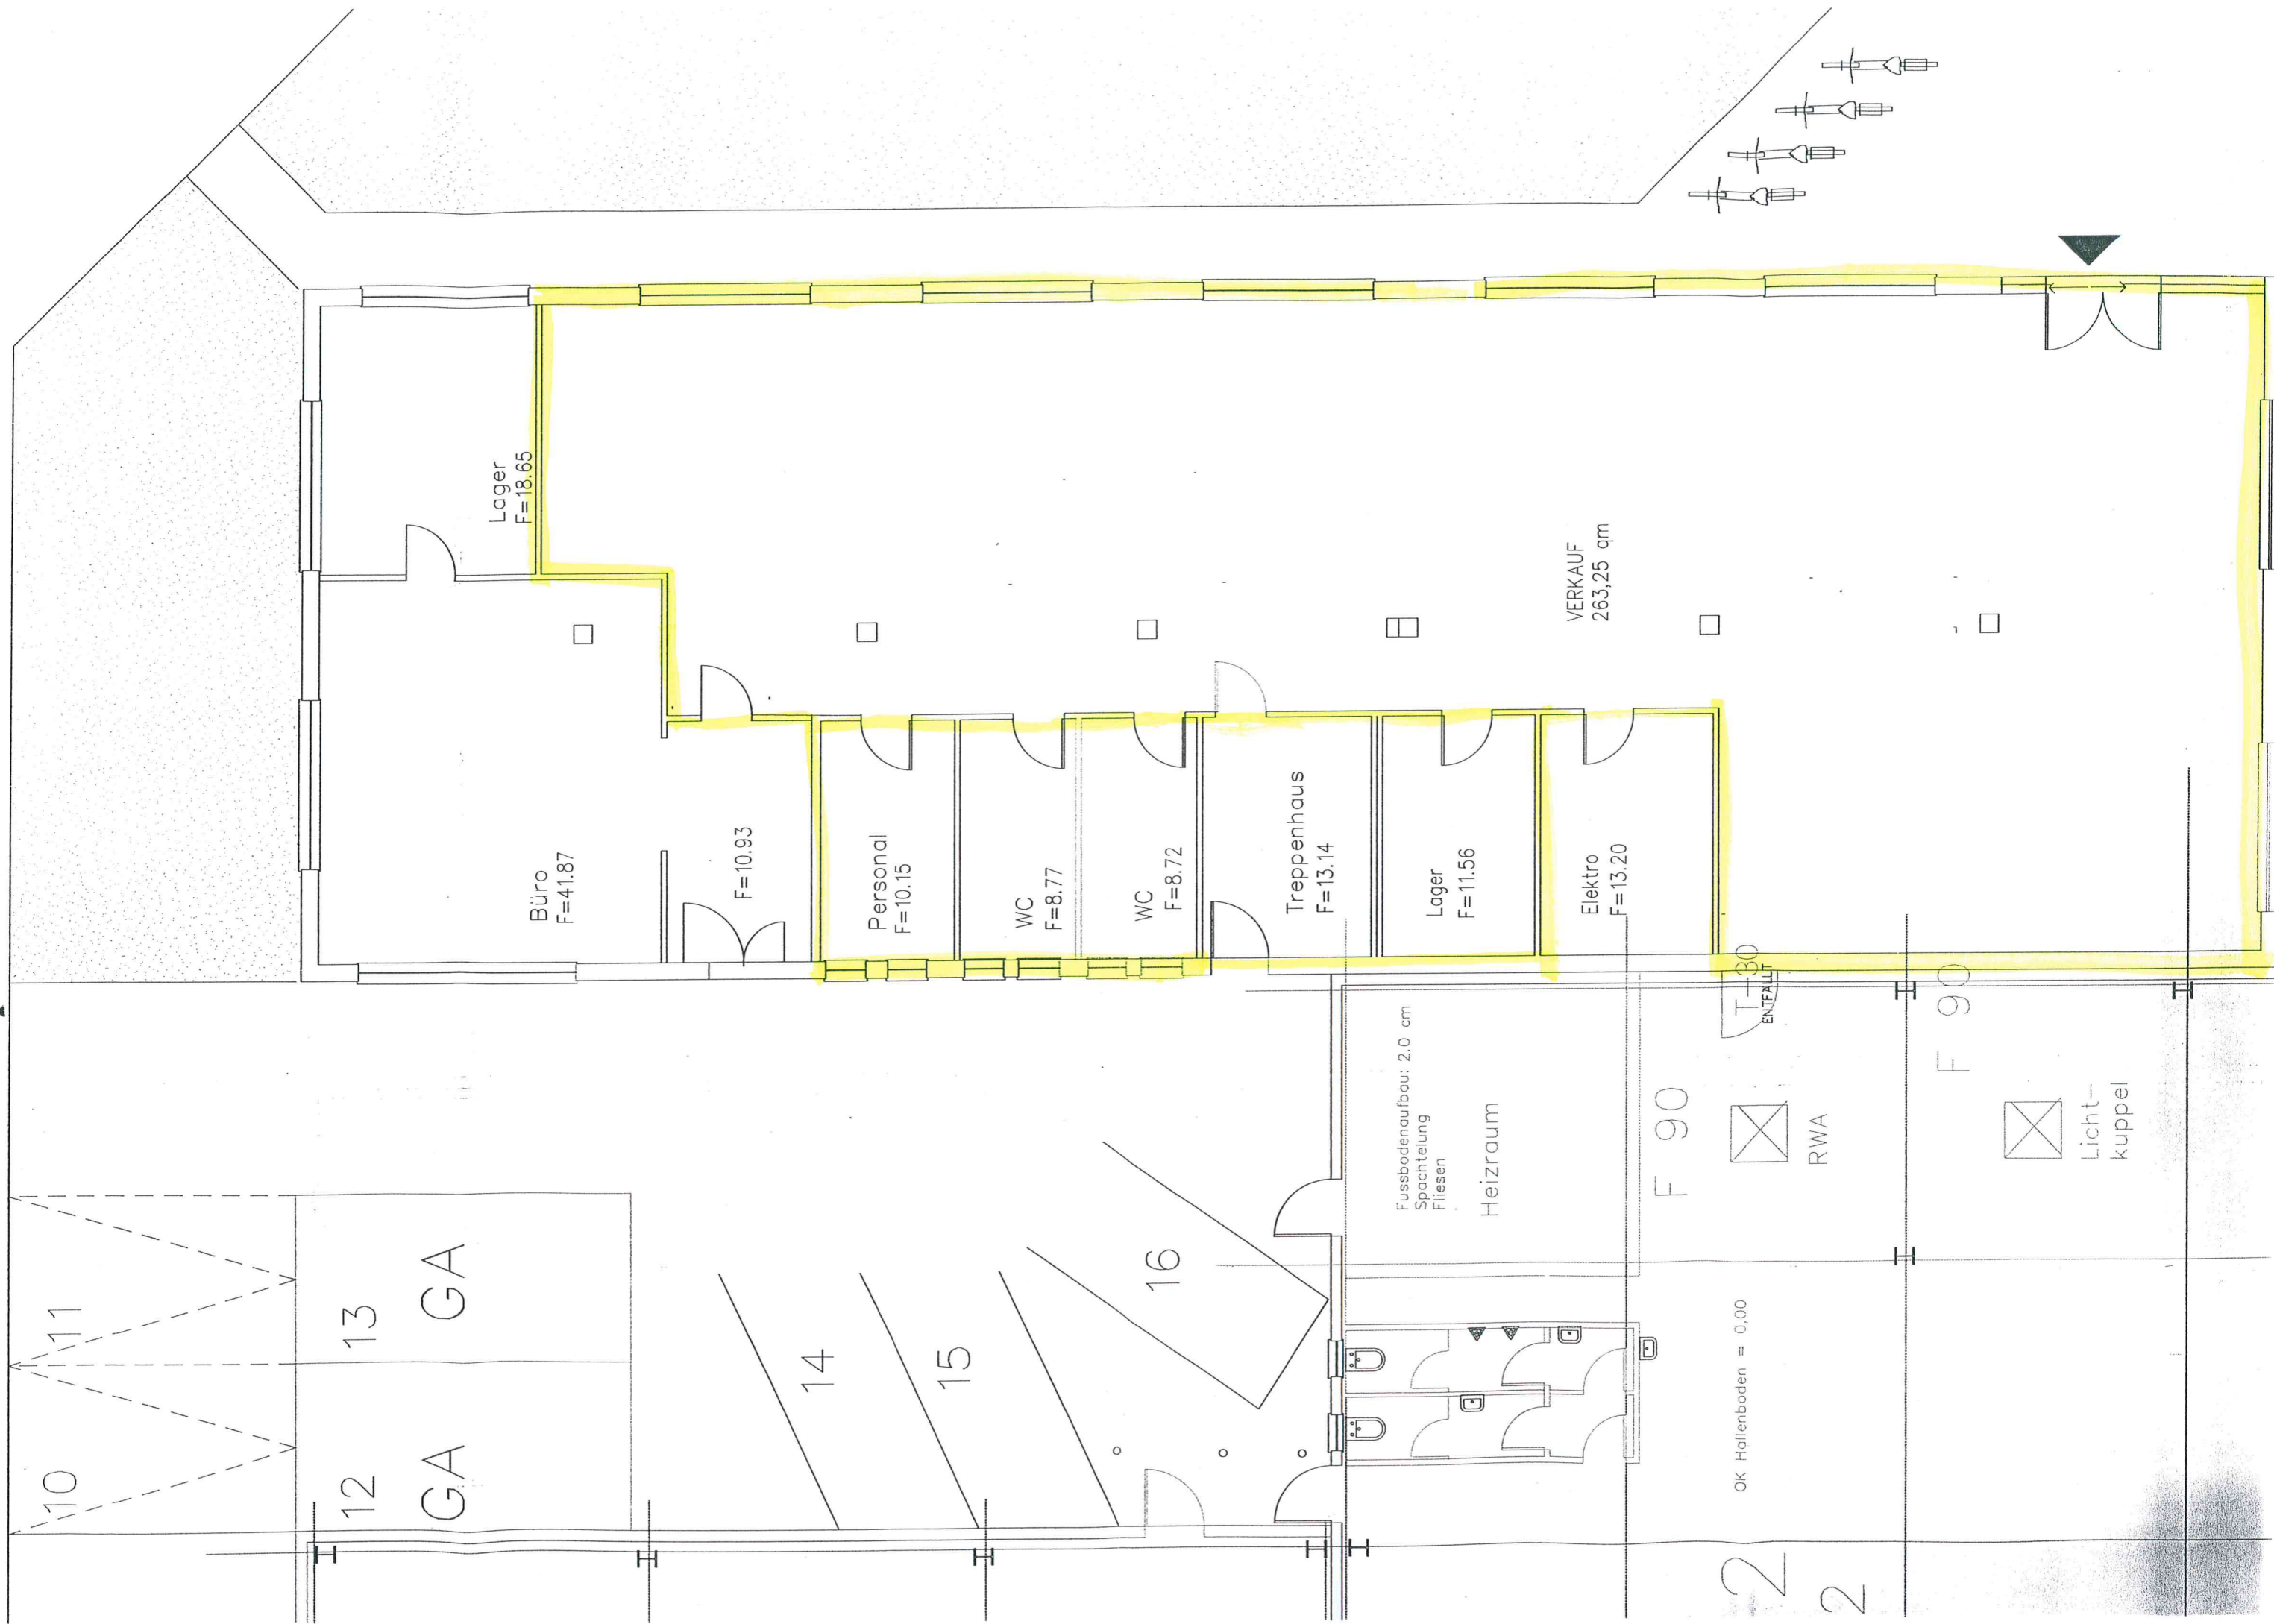 Lager
F=18.65
Büro
F=41.87
F=10.93
Personal
F=10.15
WC
F=8.77
WC
F=8.72
Treppenhaus
F=13.14
Lager
F=11.56
Elektro
F=13.20
VERKAUF
263,25 qm
T-30
ENTFÄLLT
F 90
F 90
RWA
Licht-
kuppel
Fussbodenaufbau: 2.0 cm
Spachtelung
Fliesen
Heizraum
OK Hallenboden = 0,00
10
11
12
GA
13
GA
14
15
16
2
2